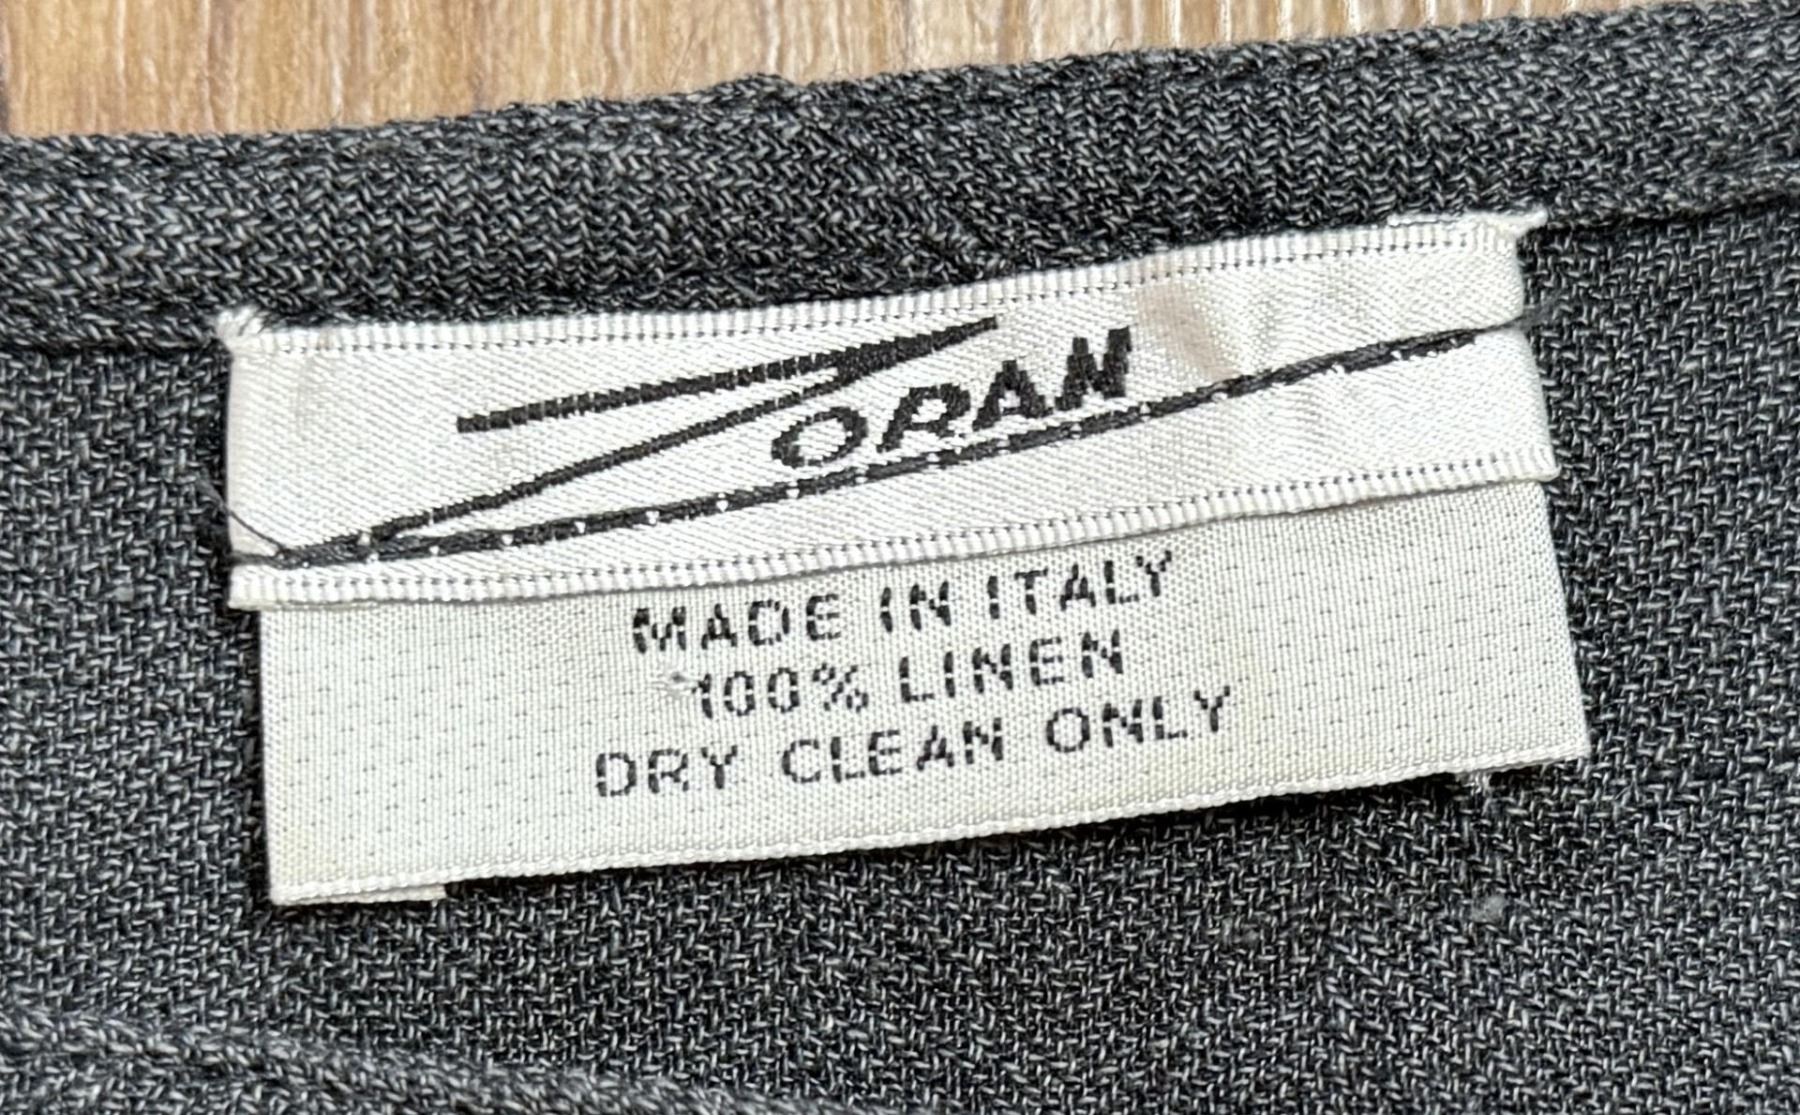 ZORAN
MADE IN ITALY
100% LINEN
DRY CLEAN ONLY